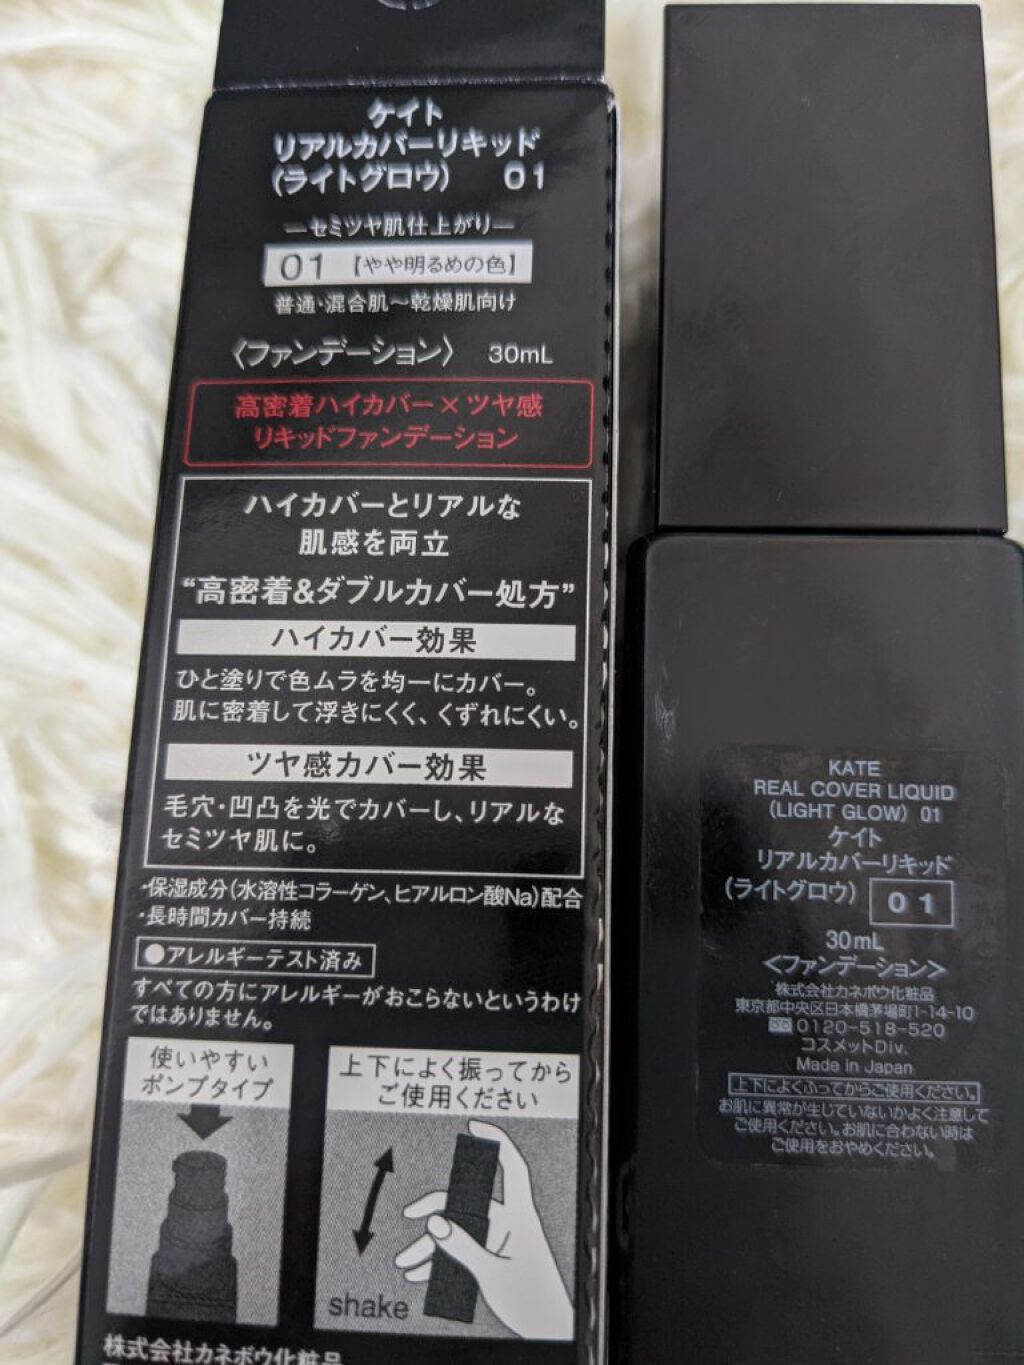 ケイト
リアルカバーリキッド
(ライトグロウ) 01
—セミツヤ肌仕上がり—
01 【やや明るめの色】
普通・混合肌～乾燥肌向け
〈ファンデーション〉 30mL
高密着ハイカバー×ツヤ感
リキッドファンデーション
ハイカバーとリアルな
肌感を両立
“高密着&ダブルカバー処方”
ハイカバー効果
ひと塗りで色ムラを均一にカバー。
肌に密着して浮きにくく、くずれにくい。
ツヤ感カバー効果
毛穴・凹凸を光でカバーし、リアルな
セミツヤ肌に。
・保湿成分(水溶性コラーゲン、ヒアルロン酸Na)配合
・長時間カバー持続
●アレルギーテスト済み
すべての方にアレルギーがおこらないというわけ
ではありません。
使いやすい
ポンプタイプ
上下によく振ってから
ご使用ください
shake
株式会社カネボウ化粧品
KATE
REAL COVER LIQUID
(LIGHT GLOW) 01
ケイト
リアルカバーリキッド
(ライトグロウ) 01
30mL
<ファンデーション>
株式会社カネボウ化粧品
東京都中央区日本橋茅場町1-14-10
0120-518-520
コスメットDiv.
Made in Japan
上下によくふってからご使用ください。
お肌に異常が生じていないかよく注意して
ご使用ください。お肌に合わない時は
ご使用をおやめください。